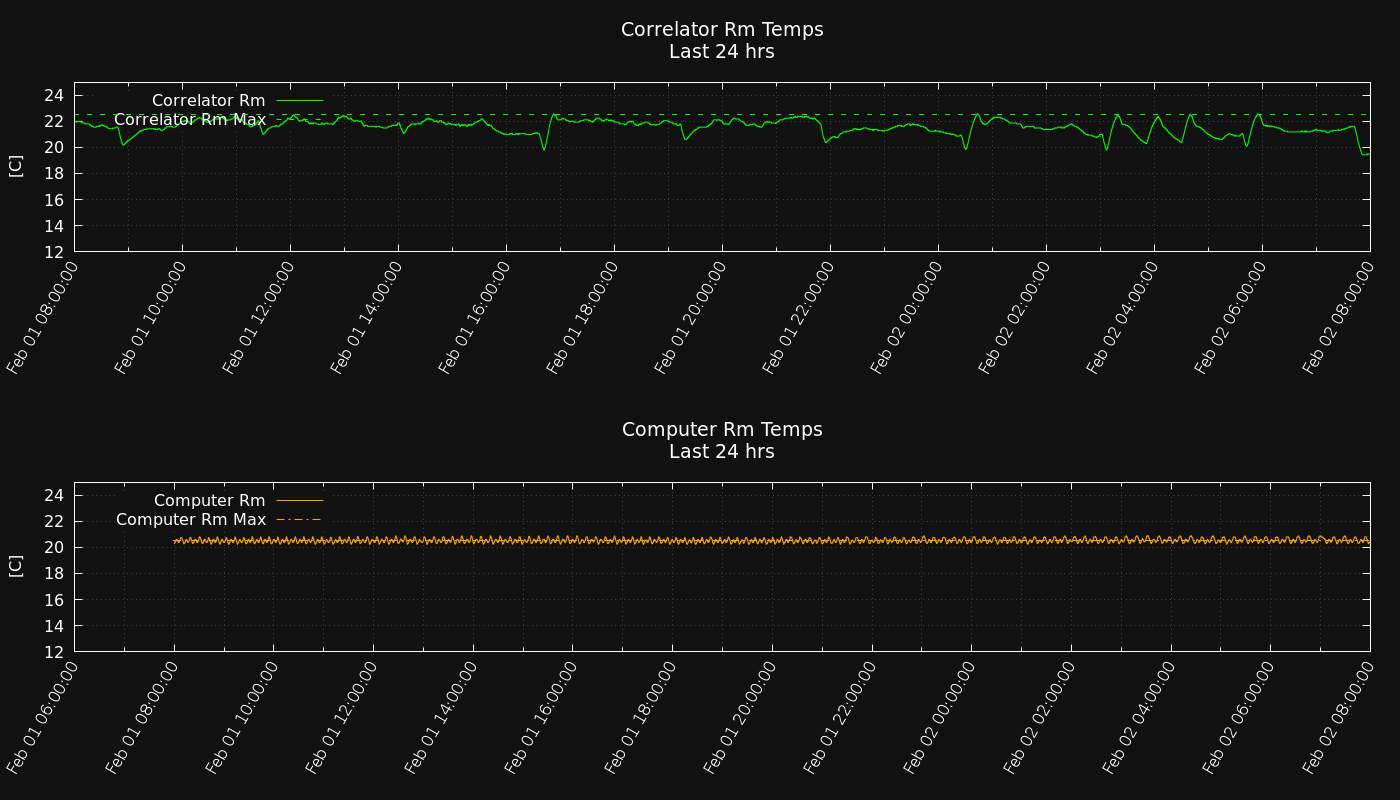 Correlator Rm Temps
Last 24 hrs
24
22
20
18
16
14
12
[C]
Correlator Rm
Correlator Rm Max
Feb 01 08:00:00
Feb 01 10:00:00
Feb 01 12:00:00
Feb 01 14:00:00
Feb 01 16:00:00
Feb 01 18:00:00
Feb 01 20:00:00
Feb 01 22:00:00
Feb 02 00:00:00
Feb 02 02:00:00
Feb 02 04:00:00
Feb 02 06:00:00
Feb 02 08:00:00
Computer Rm Temps
Last 24 hrs
24
22
20
18
16
14
12
[C]
Computer Rm
Computer Rm Max
Feb 01 06:00:00
Feb 01 08:00:00
Feb 01 10:00:00
Feb 01 12:00:00
Feb 01 14:00:00
Feb 01 16:00:00
Feb 01 18:00:00
Feb 01 20:00:00
Feb 01 22:00:00
Feb 02 00:00:00
Feb 02 02:00:00
Feb 02 04:00:00
Feb 02 06:00:00
Feb 02 08:00:00